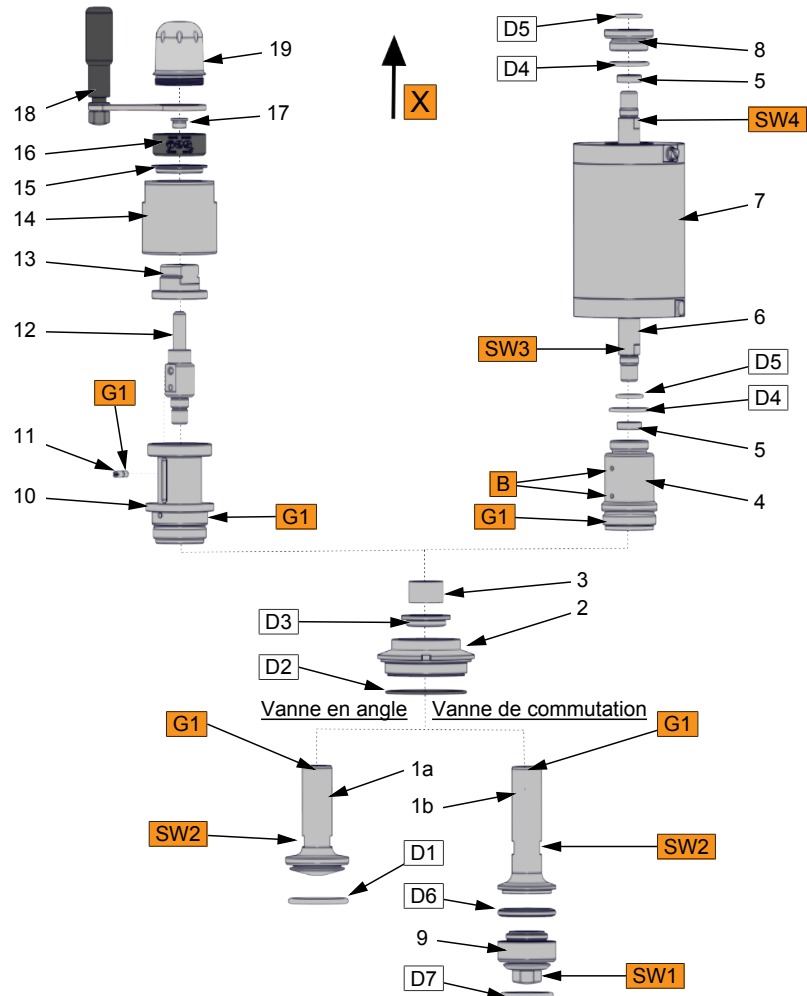 D5
19
8
D4
5
18
X
17
SW4
16
15
7
14
13
6
12
SW3
D5
G1
D4
11
5
B
10
4
G1
G1
3
D3
2
D2
Vanne en angle Vanne de commutation
G1
G1
1a
1b
SW2
SW2
D1
D6
9
SW1
D7